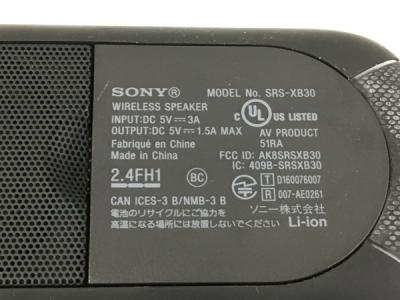 SONY® MODEL No. SRS-XB30
WIRELESS SPEAKER
INPUT:DC 5V⎓3A
OUTPUT:DC 5V⎓1.5A MAX
Fabriqué en Chine
Made in China
c UL US LISTED
AV PRODUCT
51RA
FCC ID: AK8SRSXB30
IC: 409B-SRSXB30
2.4FH1
BC
T D160076007
R 007-AE0261
CAN ICES-3 B/NMB-3 B
電池のリサイクルにご協力を
高温になる場所には放置しないでください
ソニー株式会社
Li-ion